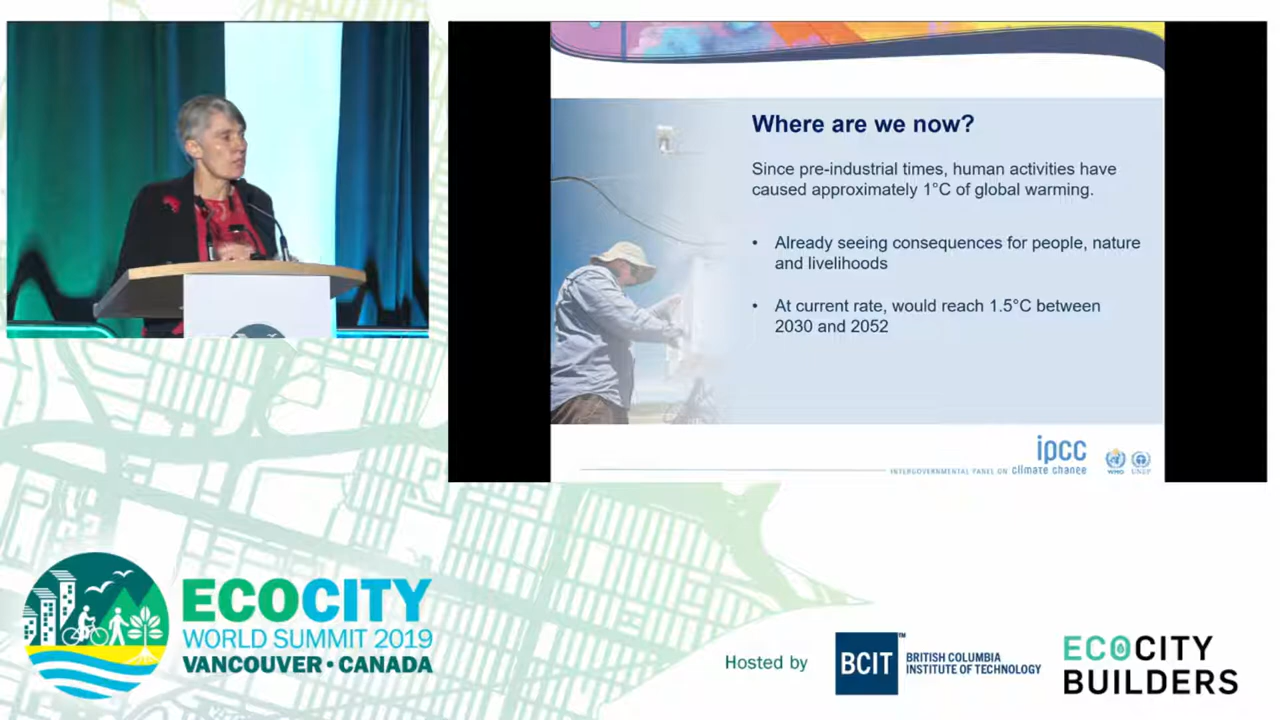 Where are we now?
Since pre-industrial times, human activities have
caused approximately 1°C of global warming.
• Already seeing consequences for people, nature
and livelihoods
• At current rate, would reach 1.5°C between
2030 and 2052
ipcc
INTERGOVERNMENTAL PANEL ON climate change
WMO UNEP
ECOCITY
WORLD SUMMIT 2019
VANCOUVER • CANADA
Hosted by
BCIT™
BRITISH COLUMBIA
INSTITUTE OF TECHNOLOGY
ECOCITY
BUILDERS